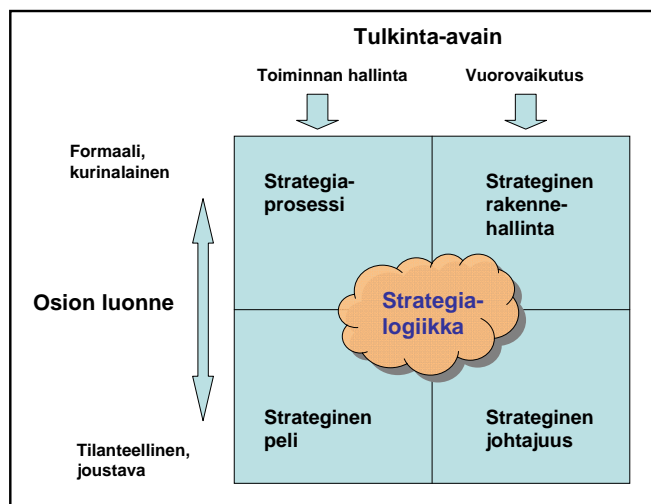 Tulkinta-avain
Toiminnan hallinta
Vuorovaikutus
Formaali,
kurinalainen
Strategia-
prosessi
Strateginen
rakenne-
hallinta
Osion luonne
Strategia-
logiikka
Tilanteellinen,
joustava
Strateginen
peli
Strateginen
johtajuus